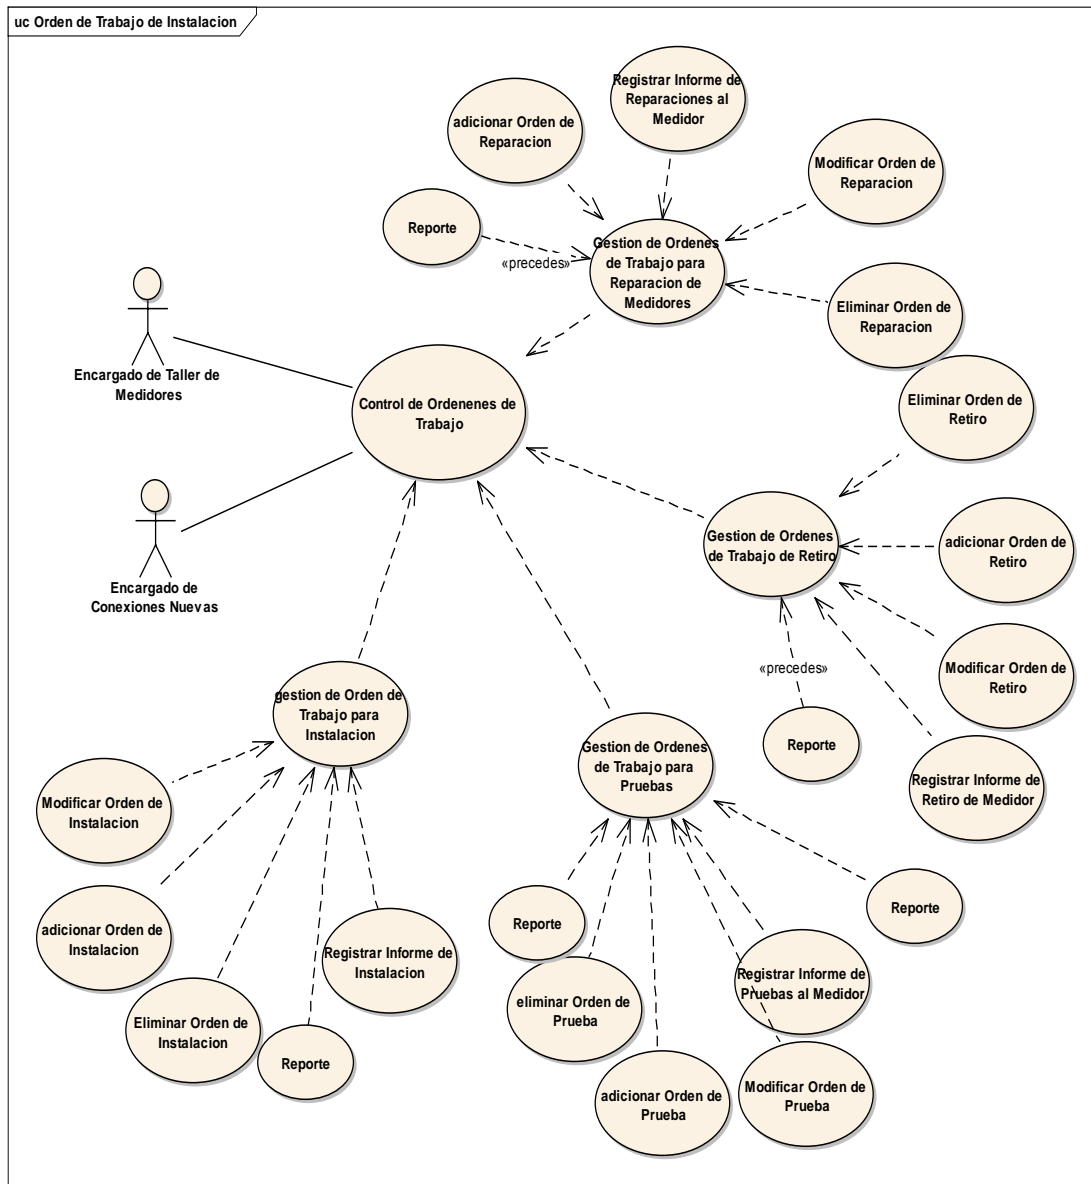 uc Orden de Trabajo de Instalacion
Registrar Informe de
Reparaciones al
Medidor
adicionar Orden de
Reparacion
Modificar Orden de
Reparacion
Reporte
Gestion de Ordenes
de Trabajo para
Reparacion de
Medidores
«precedes»
Eliminar Orden de
Reparacion
Encargado de Taller de
Medidores
Control de Ordenenes de
Trabajo
Eliminar Orden de
Retiro
Encargado de
Conexiones Nuevas
Gestion de Ordenes
de Trabajo de Retiro
adicionar Orden de
Retiro
«precedes»
Modificar Orden de
Retiro
gestion de Orden de
Trabajo para
Instalacion
Gestion de Ordenes
de Trabajo para
Pruebas
Reporte
Registrar Informe de
Retiro de Medidor
Modificar Orden de
Instalacion
adicionar Orden de
Instalacion
Registrar Informe de
Instalacion
Reporte
Reporte
Eliminar Orden de
Instalacion
Reporte
eliminar Orden de
Prueba
Registrar Informe de
Pruebas al Medidor
adicionar Orden de
Prueba
Modificar Orden de
Prueba